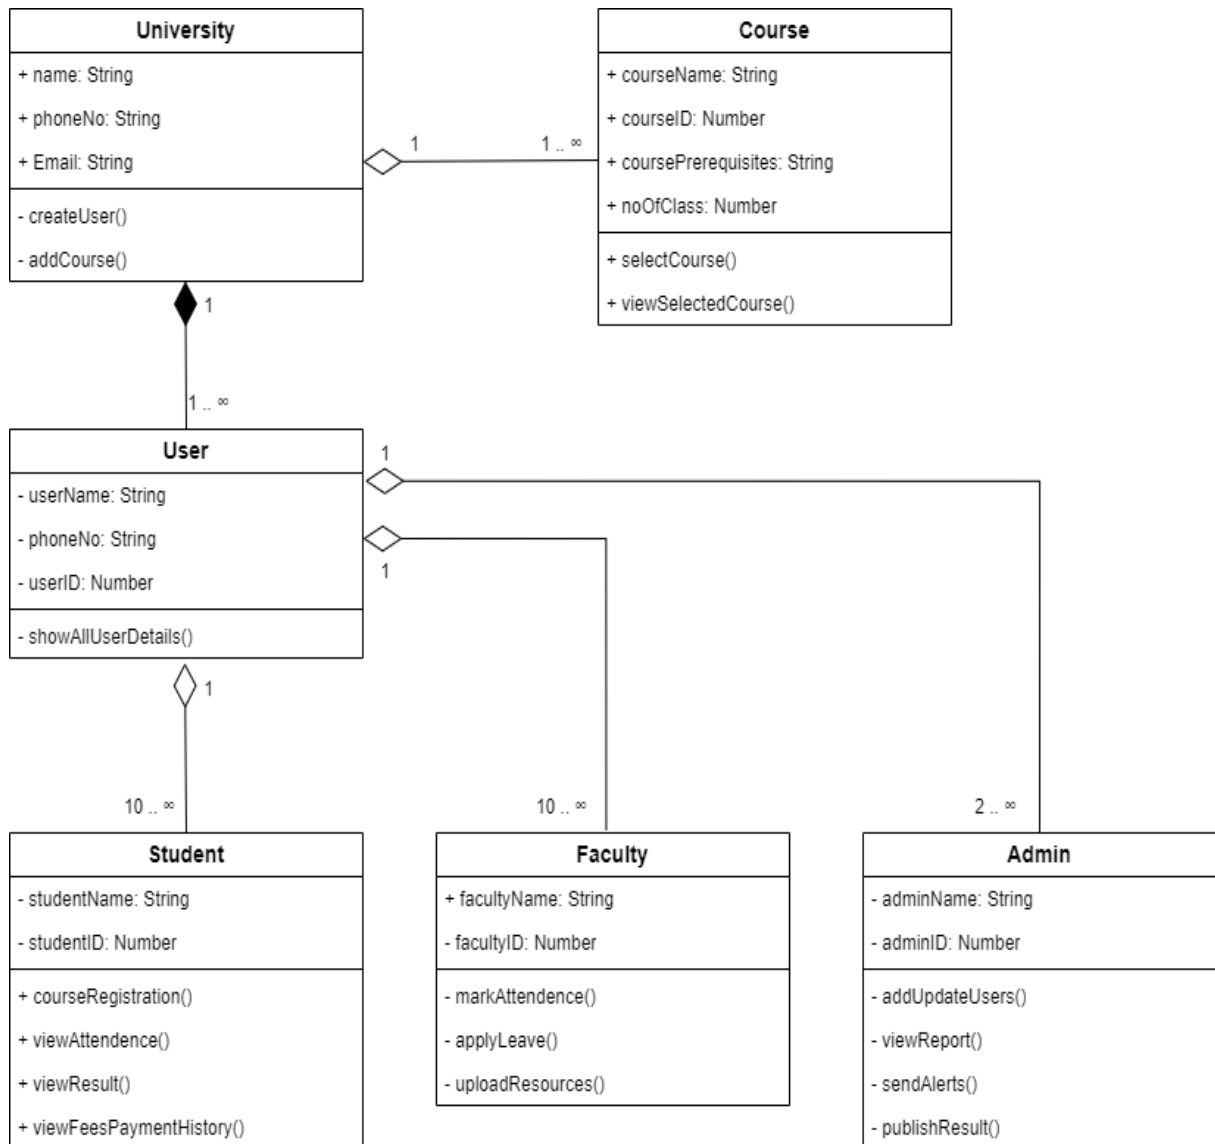 University
+ name: String
+ phoneNo: String
+ Email: String
- createUser()
- addCourse()
1
1 .. ∞
Course
+ courseName: String
+ courseID: Number
+ coursePrerequisites: String
+ noOfClass: Number
+ selectCourse()
+ viewSelectedCourse()
1
1 .. ∞
User
- userName: String
- phoneNo: String
- userID: Number
- showAllUserDetails()
1
1
1
10 .. ∞
10 .. ∞
2 .. ∞
Student
- studentName: String
- studentID: Number
+ courseRegistration()
+ viewAttendence()
+ viewResult()
+ viewFeesPaymentHistory()
Faculty
+ facultyName: String
- facultyID: Number
- markAttendence()
- applyLeave()
- uploadResources()
Admin
- adminName: String
- adminID: Number
- addUpdateUsers()
- viewReport()
- sendAlerts()
- publishResult()